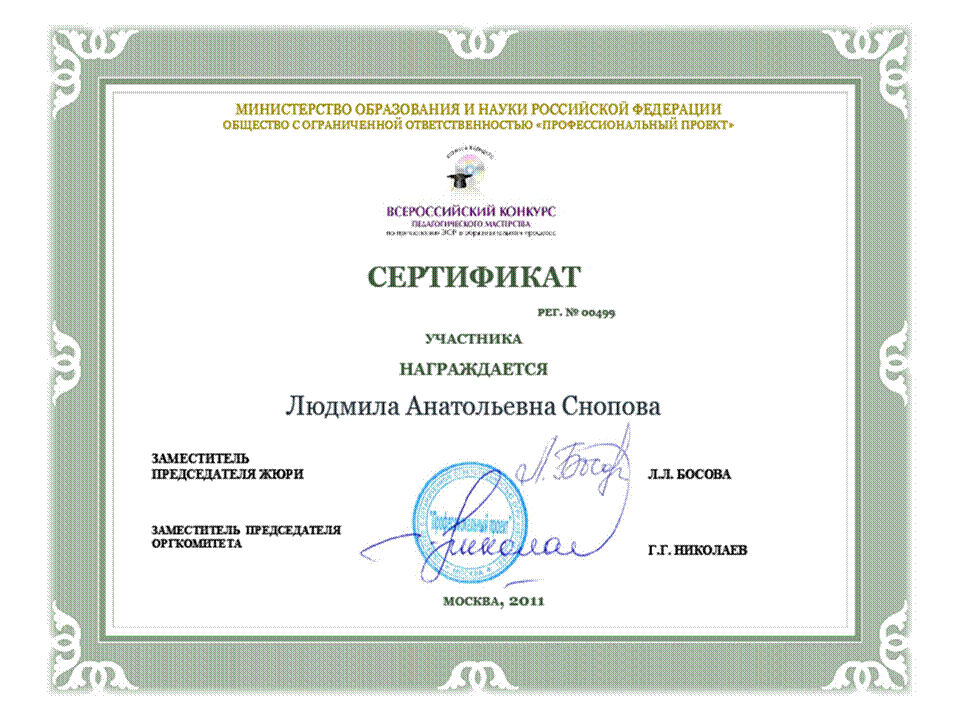 МИНИСТЕРСТВО ОБРАЗОВАНИЯ И НАУКИ РОССИЙСКОЙ ФЕДЕРАЦИИ
ОБЩЕСТВО С ОГРАНИЧЕННОЙ ОТВЕТСТВЕННОСТЬЮ «ПРОФЕССИОНАЛЬНЫЙ ПРОЕКТ»
ВСЕРОССИЙСКИЙ КОНКУРС
ПЕДАГОГИЧЕСКОГО МАСТЕРСТВА
по применению ЭОР в образовательном процессе
СЕРТИФИКАТ
РЕГ. № 00499
УЧАСТНИКА
НАГРАЖДАЕТСЯ
Людмила Анатольевна Снопова
ЗАМЕСТИТЕЛЬ
ПРЕДСЕДАТЕЛЯ ЖЮРИ
Л. Босова
Л.Л. БОСОВА
"Профессиональный проект"
МОСКВА
ЗАМЕСТИТЕЛЬ ПРЕДСЕДАТЕЛЯ
ОРГКОМИТЕТА
Г.Г. НИКОЛАЕВ
МОСКВА, 2011